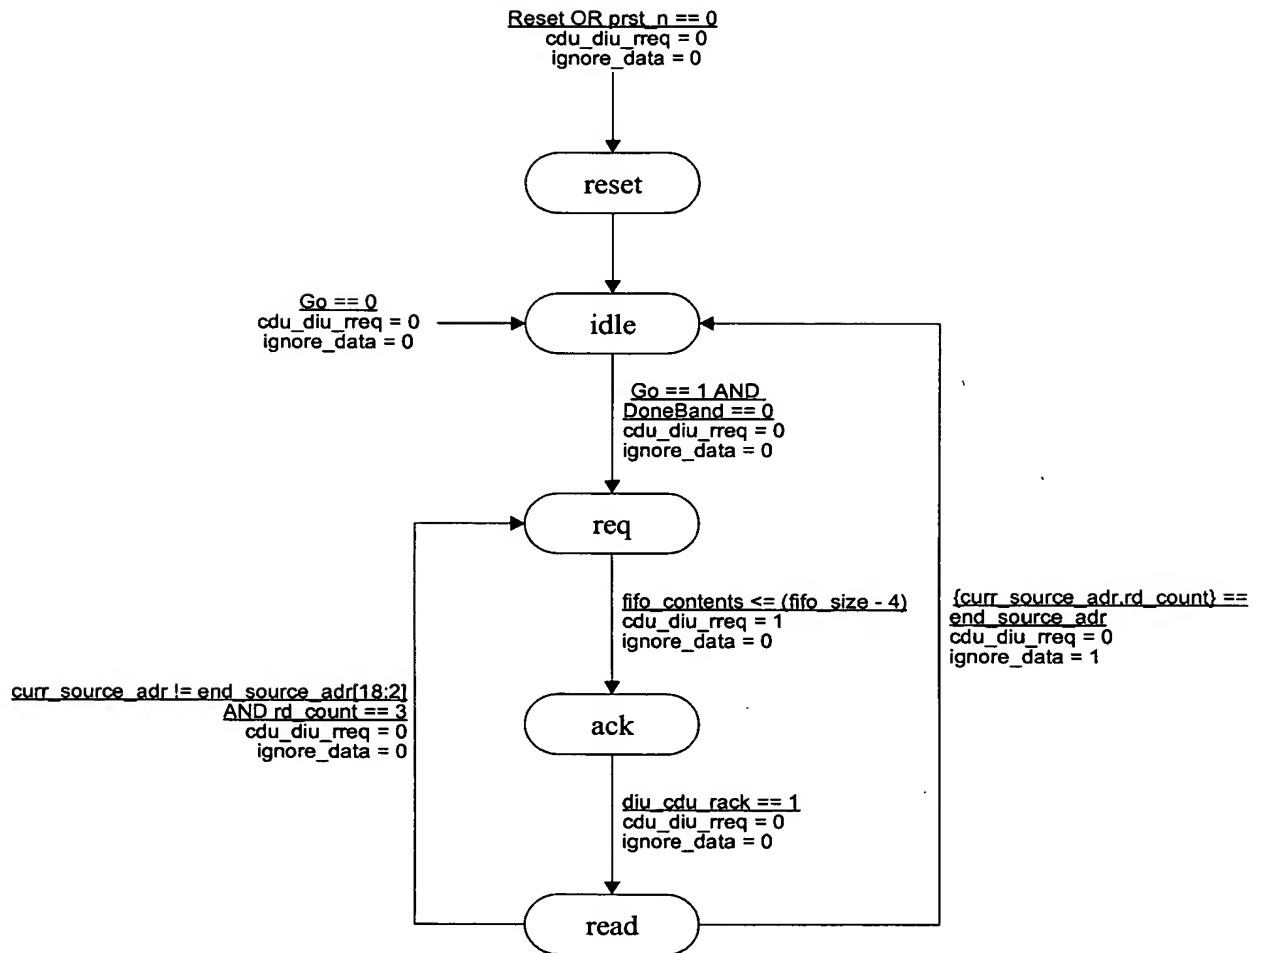 Reset OR prst_n == 0
cdu_diu_rreq = 0
ignore_data = 0
reset
Go == 0
cdu_diu_rreq = 0
ignore_data = 0
idle
Go == 1 AND
DoneBand == 0
cdu_diu_rreq = 0
ignore_data = 0
req
fifo_contents <= (fifo_size - 4)
cdu_diu_rreq = 1
ignore_data = 0
{curr_source_adr,rd_count} ==
end_source_adr
cdu_diu_rreq = 0
ignore_data = 1
curr_source_adr != end_source_adr[18:2]
AND rd_count == 3
cdu_diu_rreq = 0
ignore_data = 0
ack
diu_cdu_rack == 1
cdu_diu_rreq = 0
ignore_data = 0
read